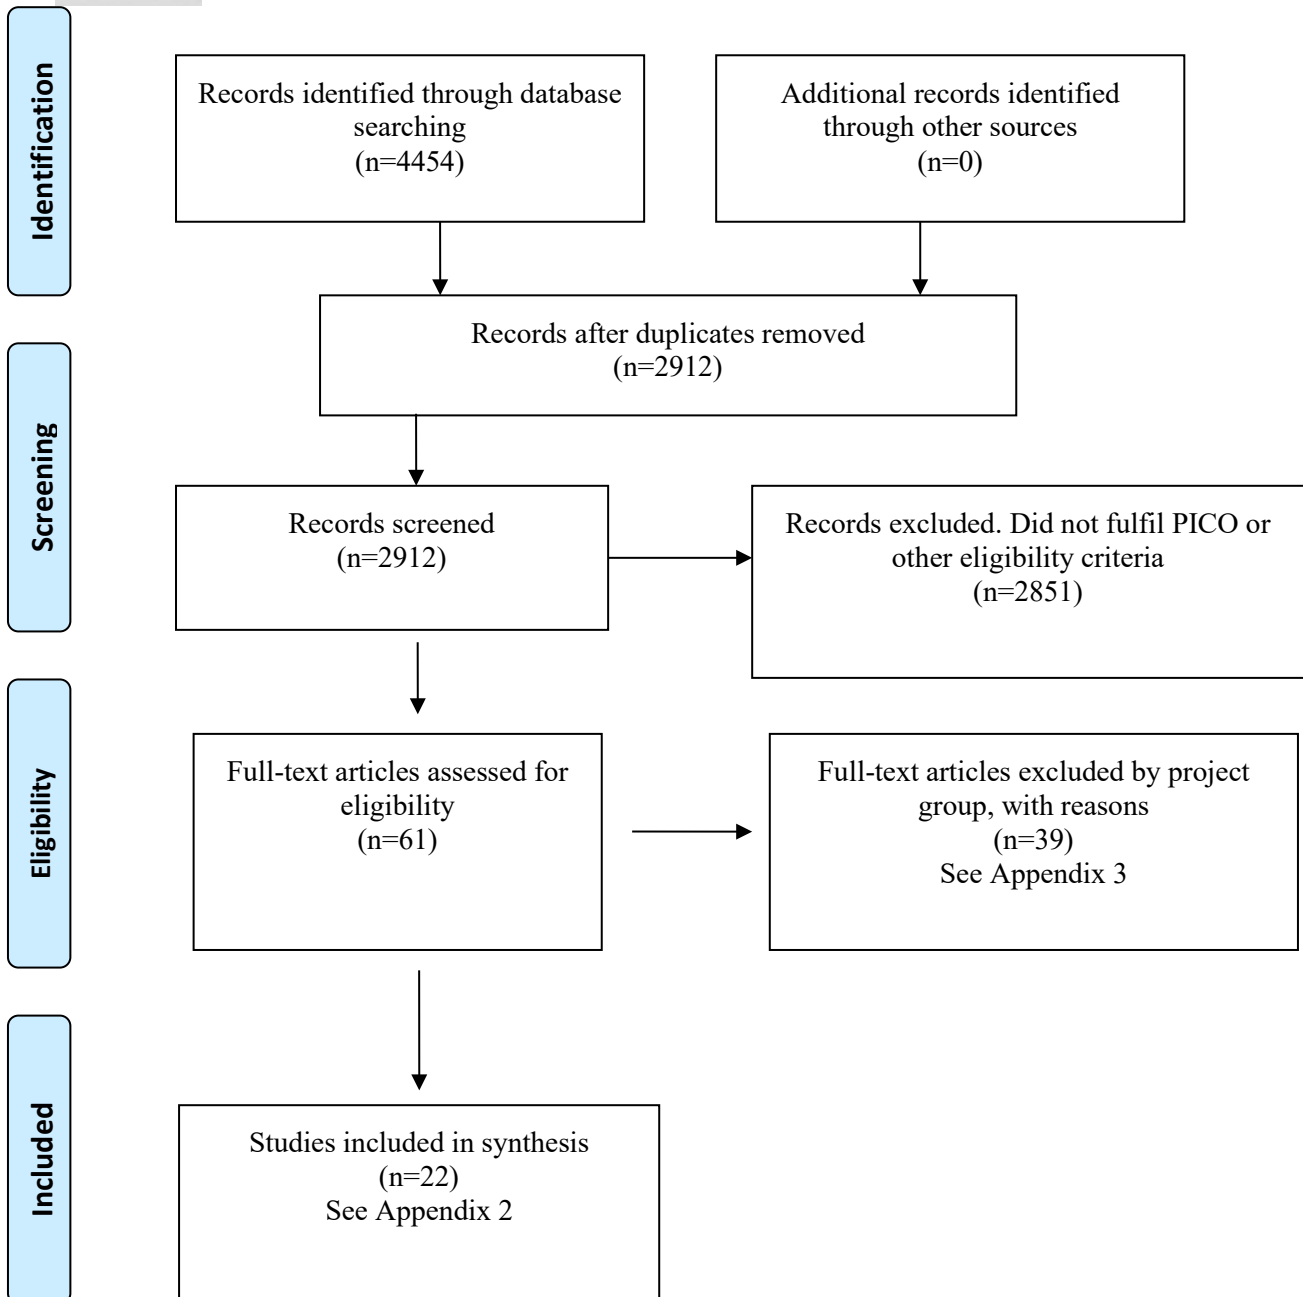 Identification
Records identified through database
searching
(n=4454)
Additional records identified
through other sources
(n=0)
Records after duplicates removed
(n=2912)
Screening
Records screened
(n=2912)
Records excluded. Did not fulfil PICO or
other eligibility criteria
(n=2851)
Eligibility
Full-text articles assessed for
eligibility
(n=61)
Full-text articles excluded by project
group, with reasons
(n=39)
See Appendix 3
Included
Studies included in synthesis
(n=22)
See Appendix 2